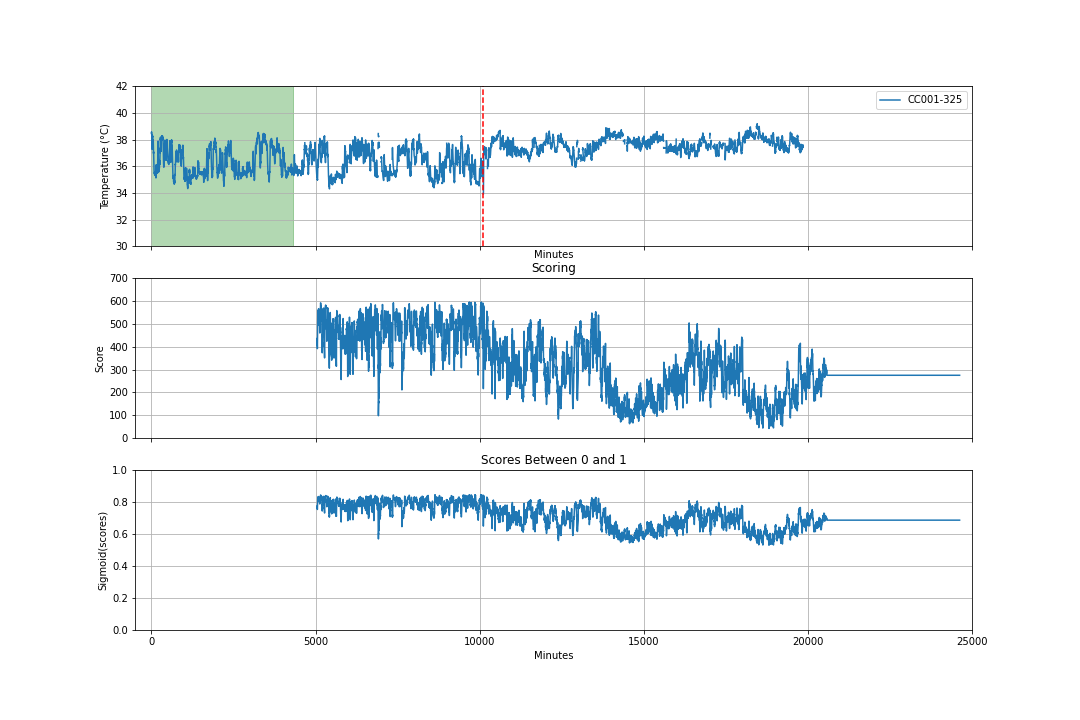 42
40
38
36
34
32
30
Temperature (°C)
CC001-325
Minutes
Scoring
700
600
500
400
300
200
100
0
Score
Scores Between 0 and 1
1.0
0.8
0.6
0.4
0.2
0.0
Sigmoid(scores)
0 5000 10000 15000 20000 25000
Minutes